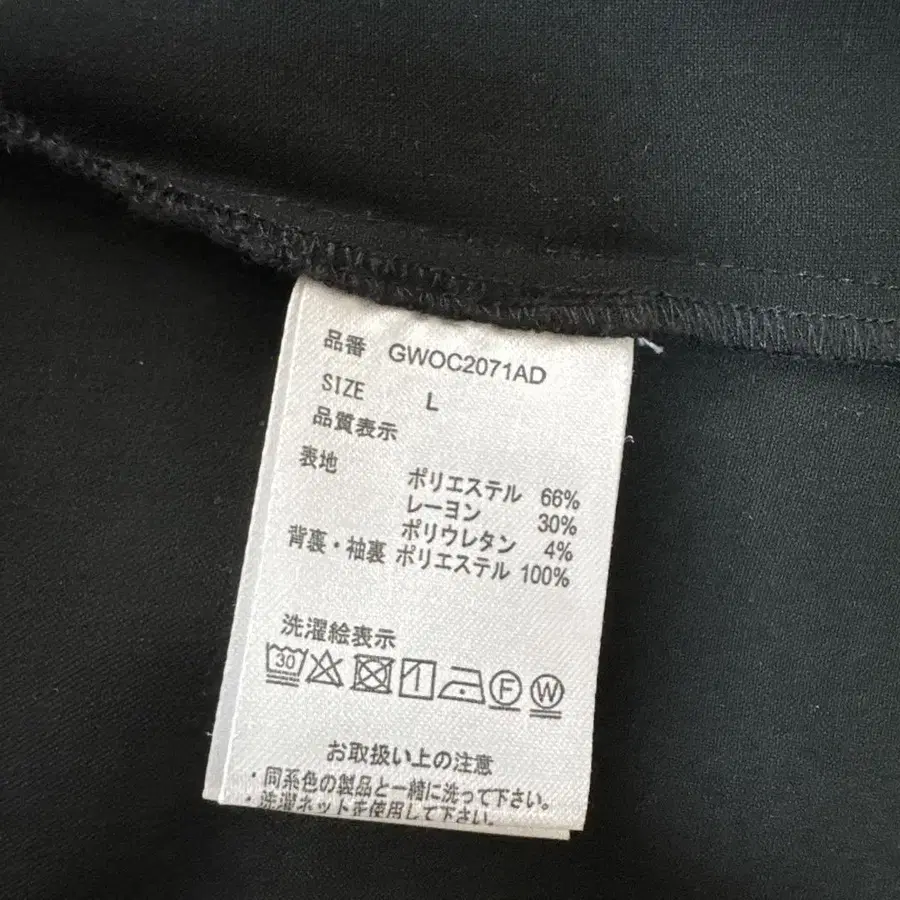 品番 GWOC2071AD
SIZE L
品質表示
表地
ポリエステル 66%
レーヨン 30%
ポリウレタン 4%
背裏・袖裏 ポリエステル 100%
洗濯絵表示
30 F W
お取扱い上の注意
・同系色の製品と一緒に洗って下さい。
・洗濯ネットを使用して下さい。